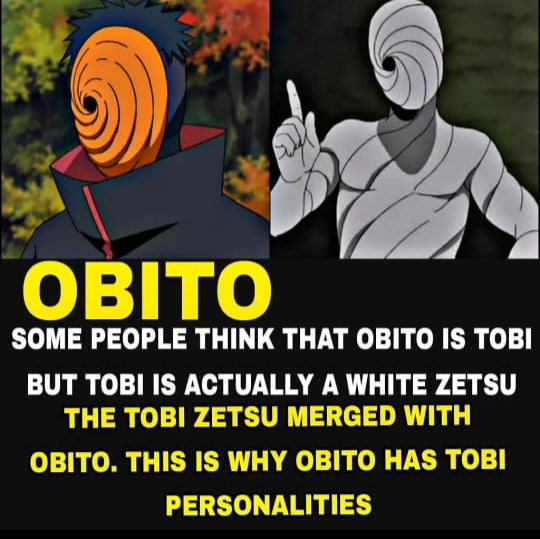 OBITO
SOME PEOPLE THINK THAT OBITO IS TOBI
BUT TOBI IS ACTUALLY A WHITE ZETSU
THE TOBI ZETSU MERGED WITH
OBITO. THIS IS WHY OBITO HAS TOBI
PERSONALITIES